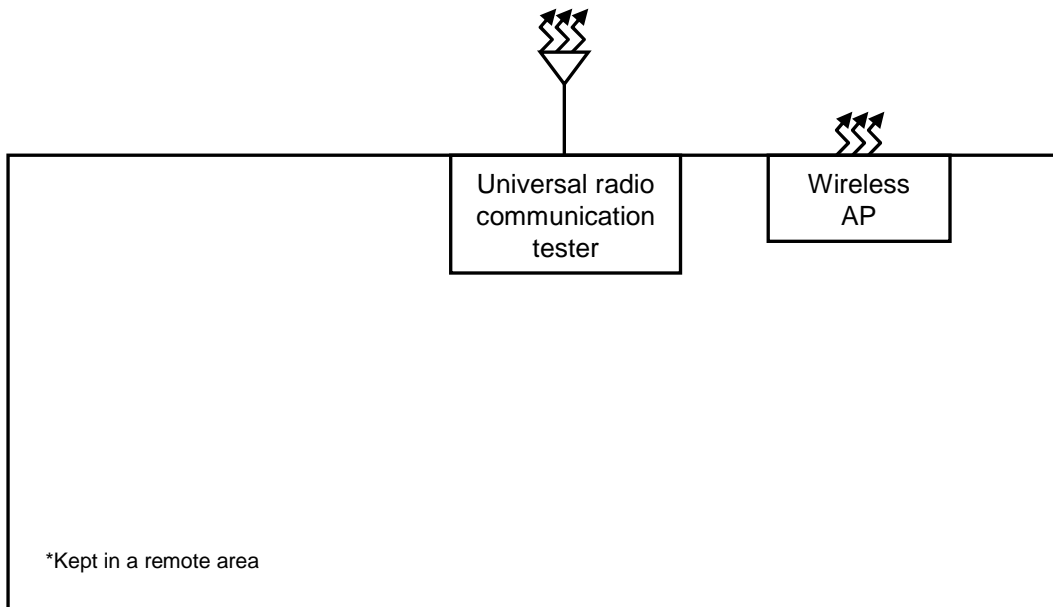 Universal radio
communication
tester
Wireless
AP
*Kept in a remote area